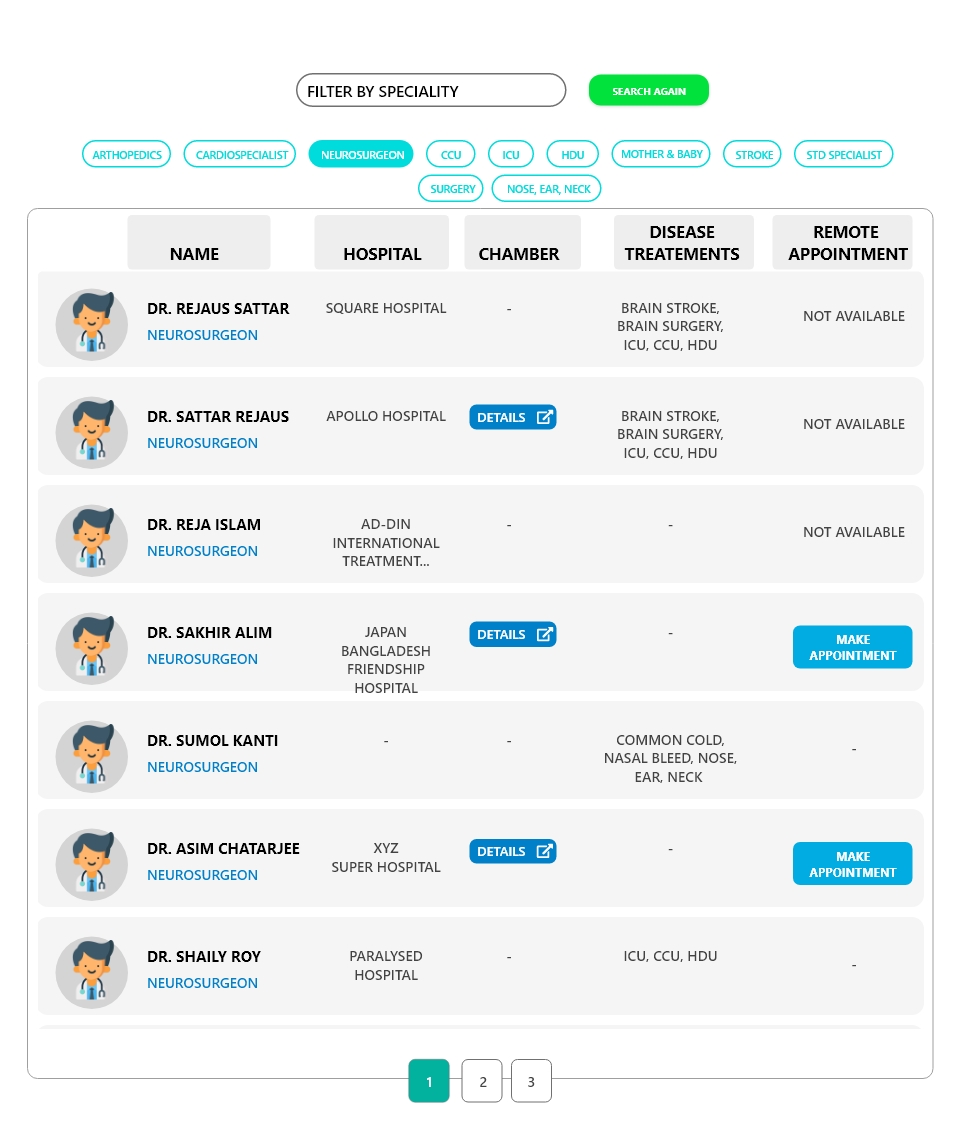 FILTER BY SPECIALITY
SEARCH AGAIN
ARTHOPEDICS
CARDIOSPECIALIST
NEUROSURGEON
CCU
ICU
HDU
MOTHER & BABY
STROKE
STD SPECIALIST
SURGERY
NOSE, EAR, NECK
NAME
HOSPITAL
CHAMBER
DISEASE
TREATEMENTS
REMOTE
APPOINTMENT
DR. REJAUS SATTAR
NEUROSURGEON
SQUARE HOSPITAL
-
BRAIN STROKE,
BRAIN SURGERY,
ICU, CCU, HDU
NOT AVAILABLE
DR. SATTAR REJAUS
NEUROSURGEON
APOLLO HOSPITAL
DETAILS
BRAIN STROKE,
BRAIN SURGERY,
ICU, CCU, HDU
NOT AVAILABLE
DR. REJA ISLAM
NEUROSURGEON
AD-DIN
INTERNATIONAL
TREATMENT...
-
-
NOT AVAILABLE
DR. SAKHIR ALIM
NEUROSURGEON
JAPAN
BANGLADESH
FRIENDSHIP
HOSPITAL
DETAILS
-
MAKE
APPOINTMENT
DR. SUMOL KANTI
NEUROSURGEON
-
-
COMMON COLD,
NASAL BLEED, NOSE,
EAR, NECK
-
DR. ASIM CHATARJEE
NEUROSURGEON
XYZ
SUPER HOSPITAL
DETAILS
-
MAKE
APPOINTMENT
DR. SHAILY ROY
NEUROSURGEON
PARALYSED
HOSPITAL
-
ICU, CCU, HDU
-
1
2
3